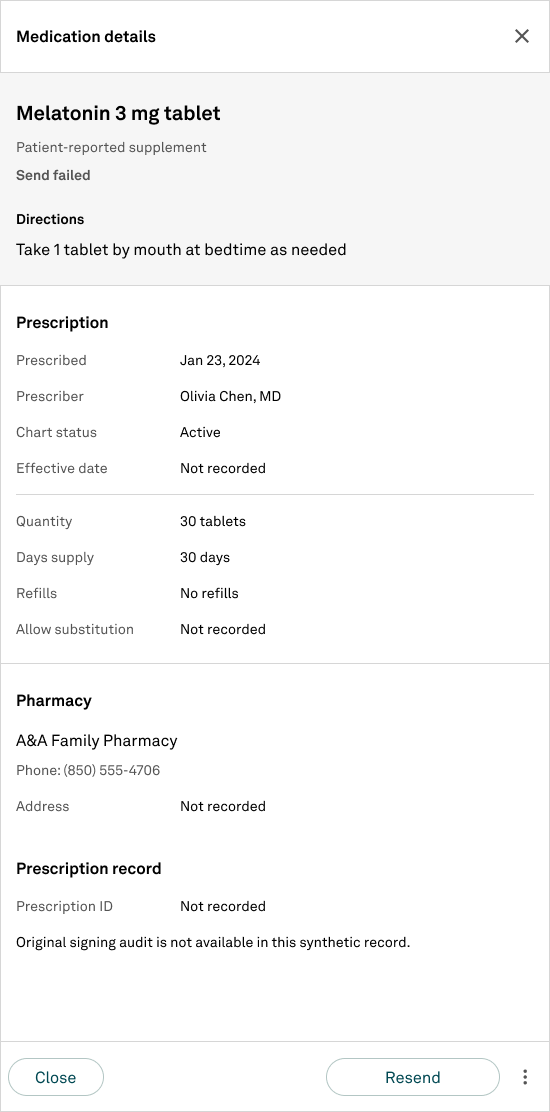 Medication details
Melatonin 3 mg tablet
Patient-reported supplement
Send failed
Directions
Take 1 tablet by mouth at bedtime as needed
Prescription
Prescribed Jan 23, 2024
Prescriber Olivia Chen, MD
Chart status Active
Effective date Not recorded
Quantity 30 tablets
Days supply 30 days
Refills No refills
Allow substitution Not recorded
Pharmacy
A&A Family Pharmacy
Phone: (850) 555-4706
Address Not recorded
Prescription record
Prescription ID Not recorded
Original signing audit is not available in this synthetic record.
Close Resend